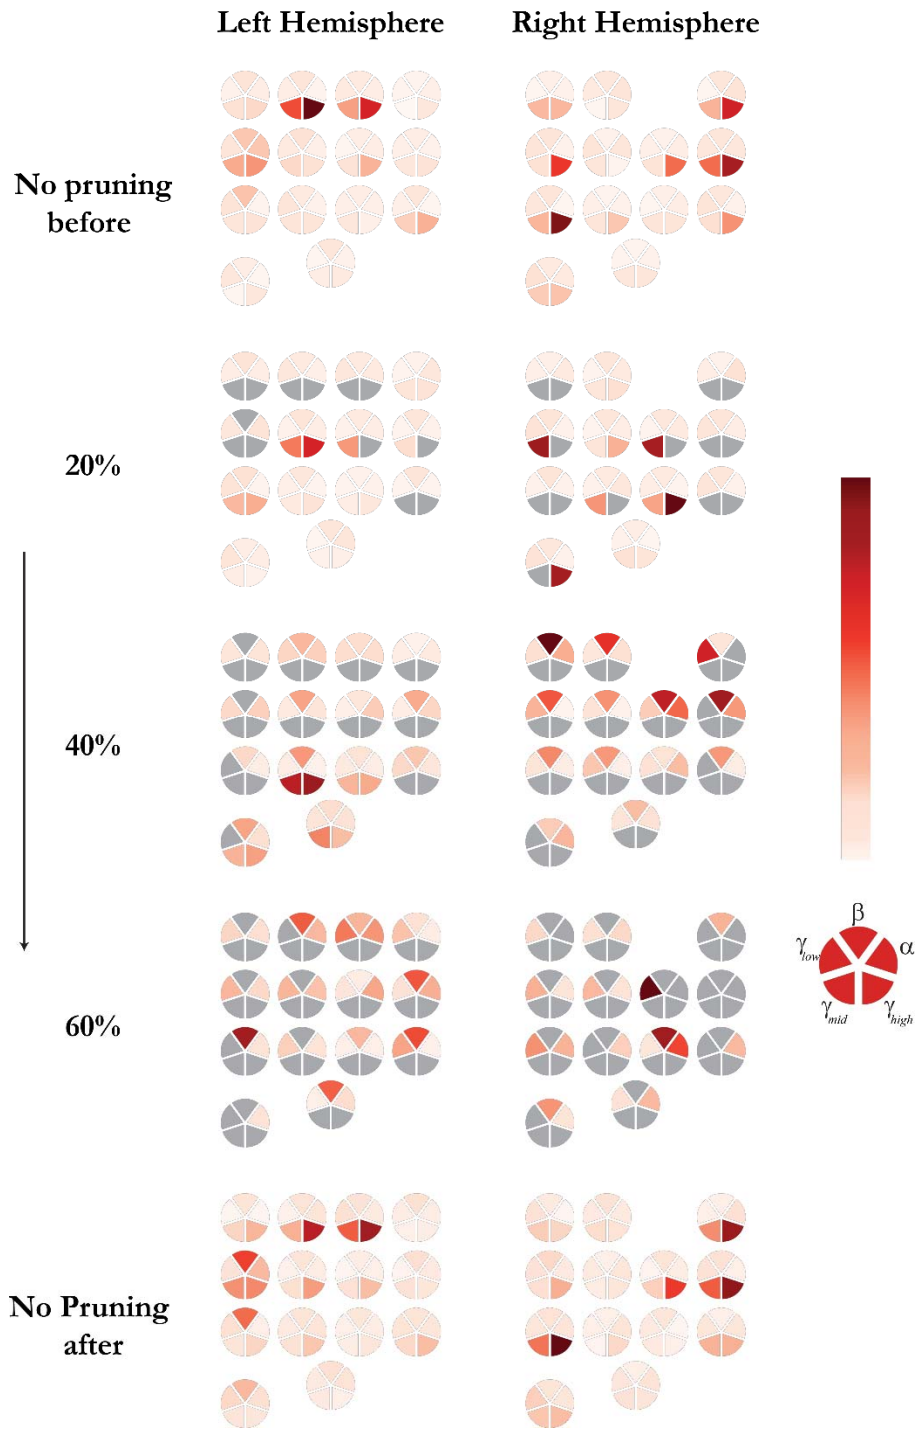 Left Hemisphere Right Hemisphere
No pruning
before
20%
40%
β
γlow α
γmid γhigh
60%
No Pruning
after